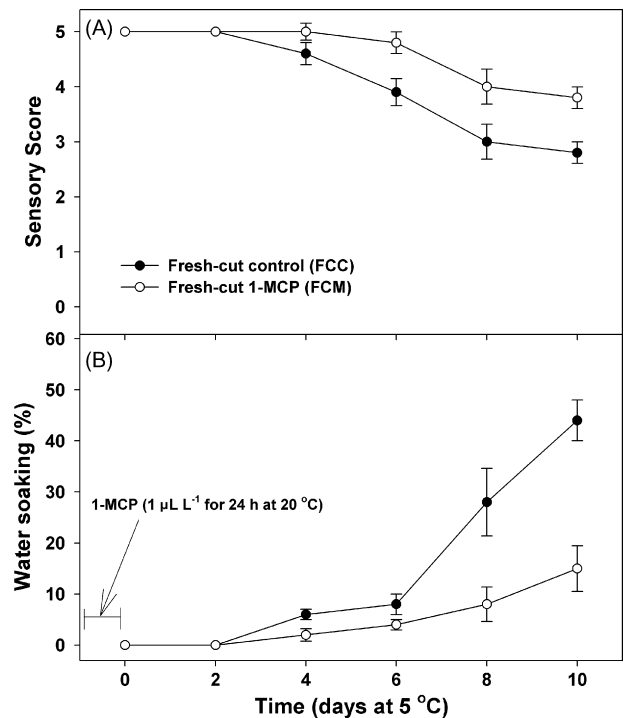 (A)
5
4
3
2
1
0
Sensory Score
Fresh-cut control (FCC)
Fresh-cut 1-MCP (FCM)
(B)
60
50
40
30
20
10
0
Water soaking (%)
1-MCP (1 µL L⁻¹ for 24 h at 20 °C)
0 2 4 6 8 10
Time (days at 5 °C)